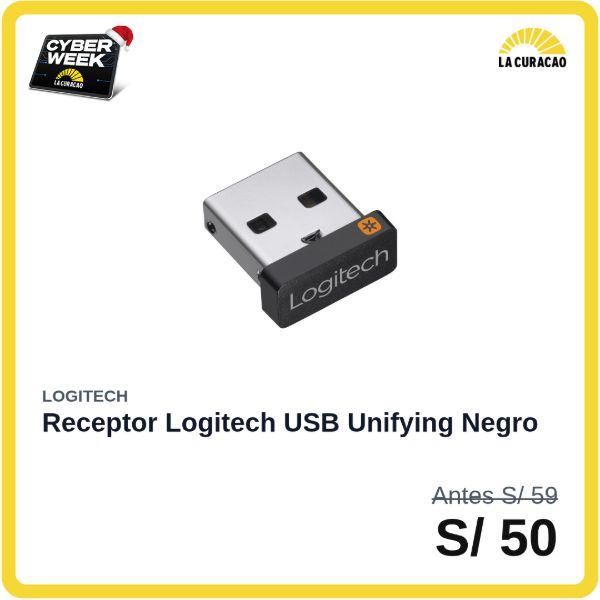 CYBER
WEEK
LA CURACAO
LA CURACAO
Logitech
LOGITECH
Receptor Logitech USB Unifying Negro
Antes S/ 59
S/ 50